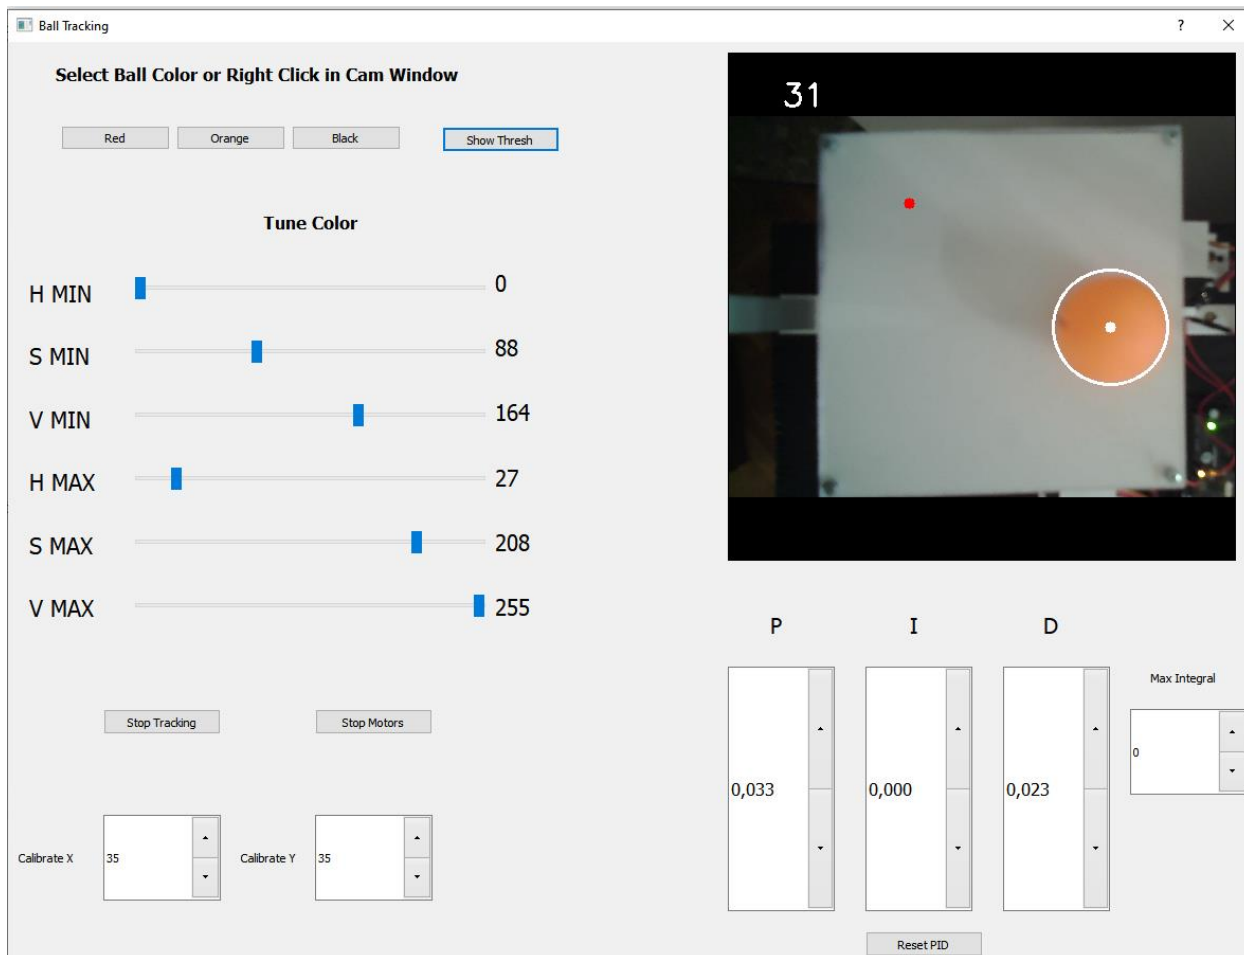 Ball Tracking
?
Select Ball Color or Right Click in Cam Window
Red Orange Black Show Thresh
31
Tune Color
H MIN 0
S MIN 88
V MIN 164
H MAX 27
S MAX 208
V MAX 255
P I D
Max Integral
0
0,033 0,000 0,023
Stop Tracking Stop Motors
Calibrate X 35 Calibrate Y 35
Reset PID